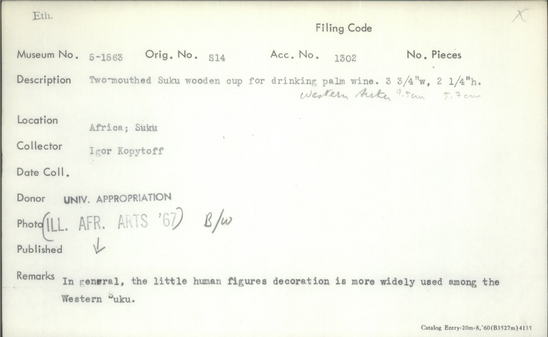 Eth.
X
Filing Code
Museum No. 5-1563 Orig. No. S14 Acc. No. 1302 No. Pieces
Description Two-mouthed Suku wooden cup for drinking palm wine. 3 3/4"w, 2 1/4"h.
Western Suku 9.5cm 5.7cm
Location Africa; Suku
Collector Igor Kopytoff
Date Coll.
Donor UNIV. APPROPRIATION
Photo (ILL. AFR. ARTS '67) B/W
Published ↓
Remarks In general, the little human figures decoration is more widely used among the
Western Suku.
Catalog Entry-20m-8,'60(B3527m)4131